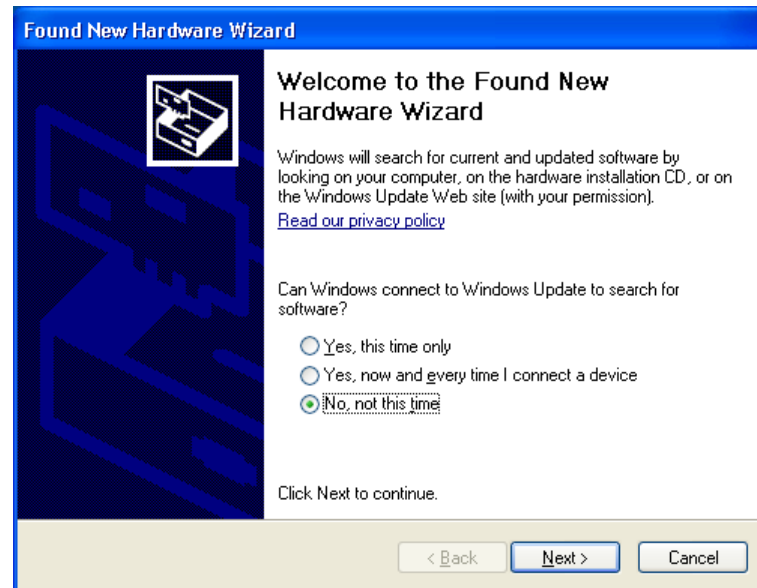 Found New Hardware Wizard
Welcome to the Found New
Hardware Wizard
Windows will search for current and updated software by
looking on your computer, on the hardware installation CD, or on
the Windows Update Web site (with your permission).
Read our privacy policy
Can Windows connect to Windows Update to search for
software?
Yes, this time only
Yes, now and every time I connect a device
No, not this time
Click Next to continue.
< Back
Next >
Cancel